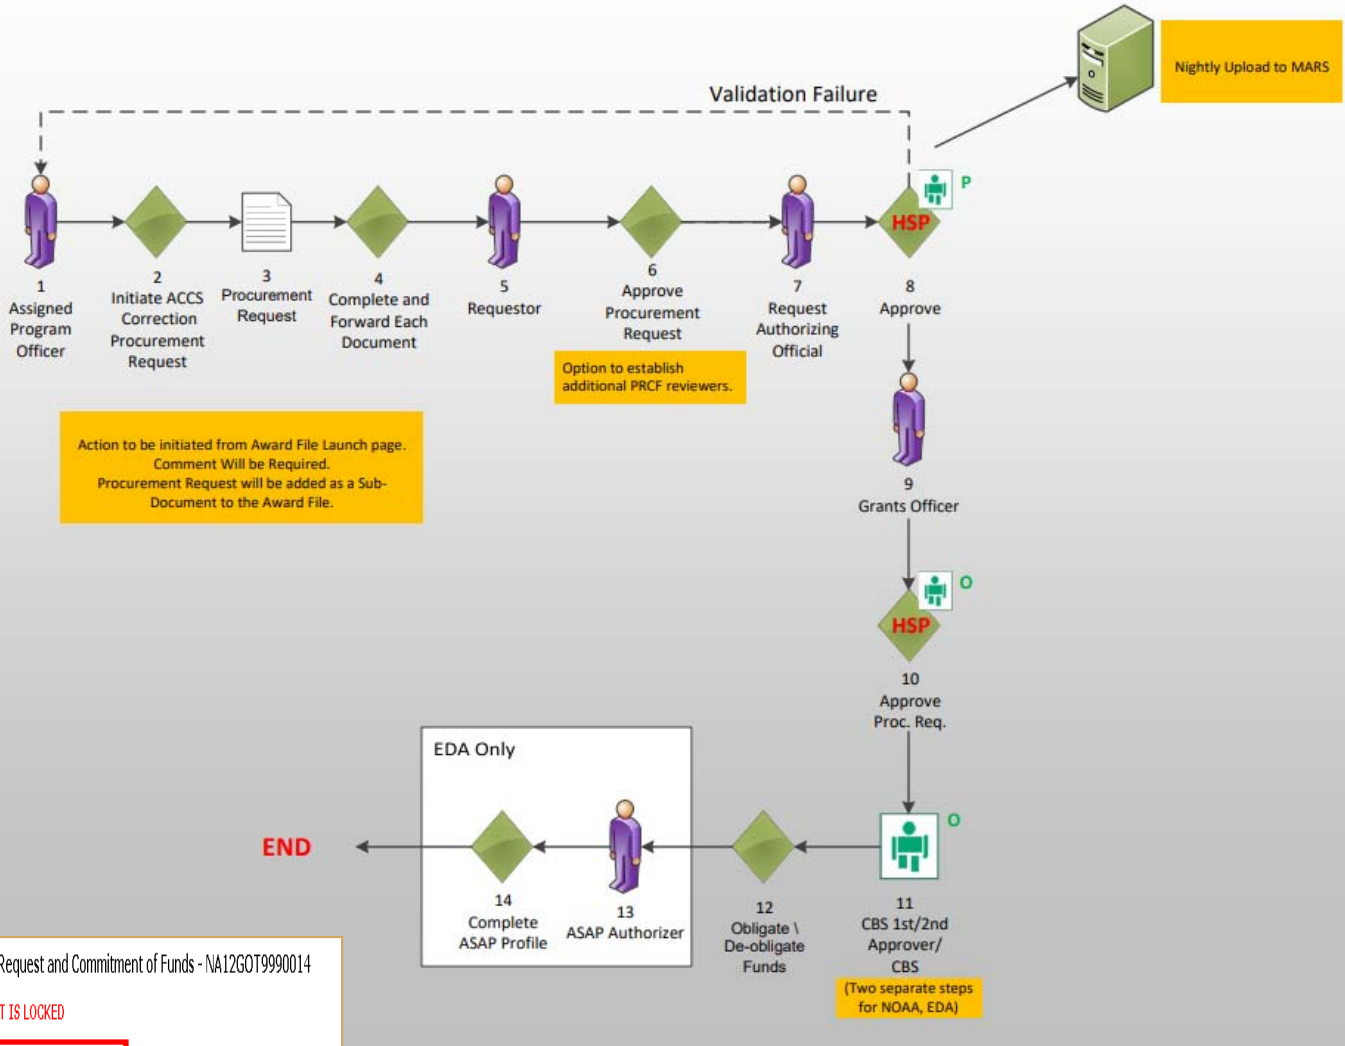 Nightly Upload to MARS
Validation Failure
P
HSP
1
Assigned
Program
Officer
2
Initiate ACCS
Correction
Procurement
Request
3
Procurement
Request
4
Complete and
Forward Each
Document
5
Requestor
6
Approve
Procurement
Request
7
Request
Authorizing
Official
8
Approve
Option to establish
additional PRCF reviewers.
Action to be initiated from Award File Launch page.
Comment Will be Required.
Procurement Request will be added as a Sub-
Document to the Award File.
9
Grants Officer
O
HSP
10
Approve
Proc. Req.
EDA Only
O
END
14
Complete
ASAP Profile
13
ASAP Authorizer
12
Obligate \
De-obligate
Funds
11
CBS 1st/2nd
Approver/
CBS
(Two separate steps
for NOAA, EDA)
Request and Commitment of Funds - NA12GOT9990014
T IS LOCKED